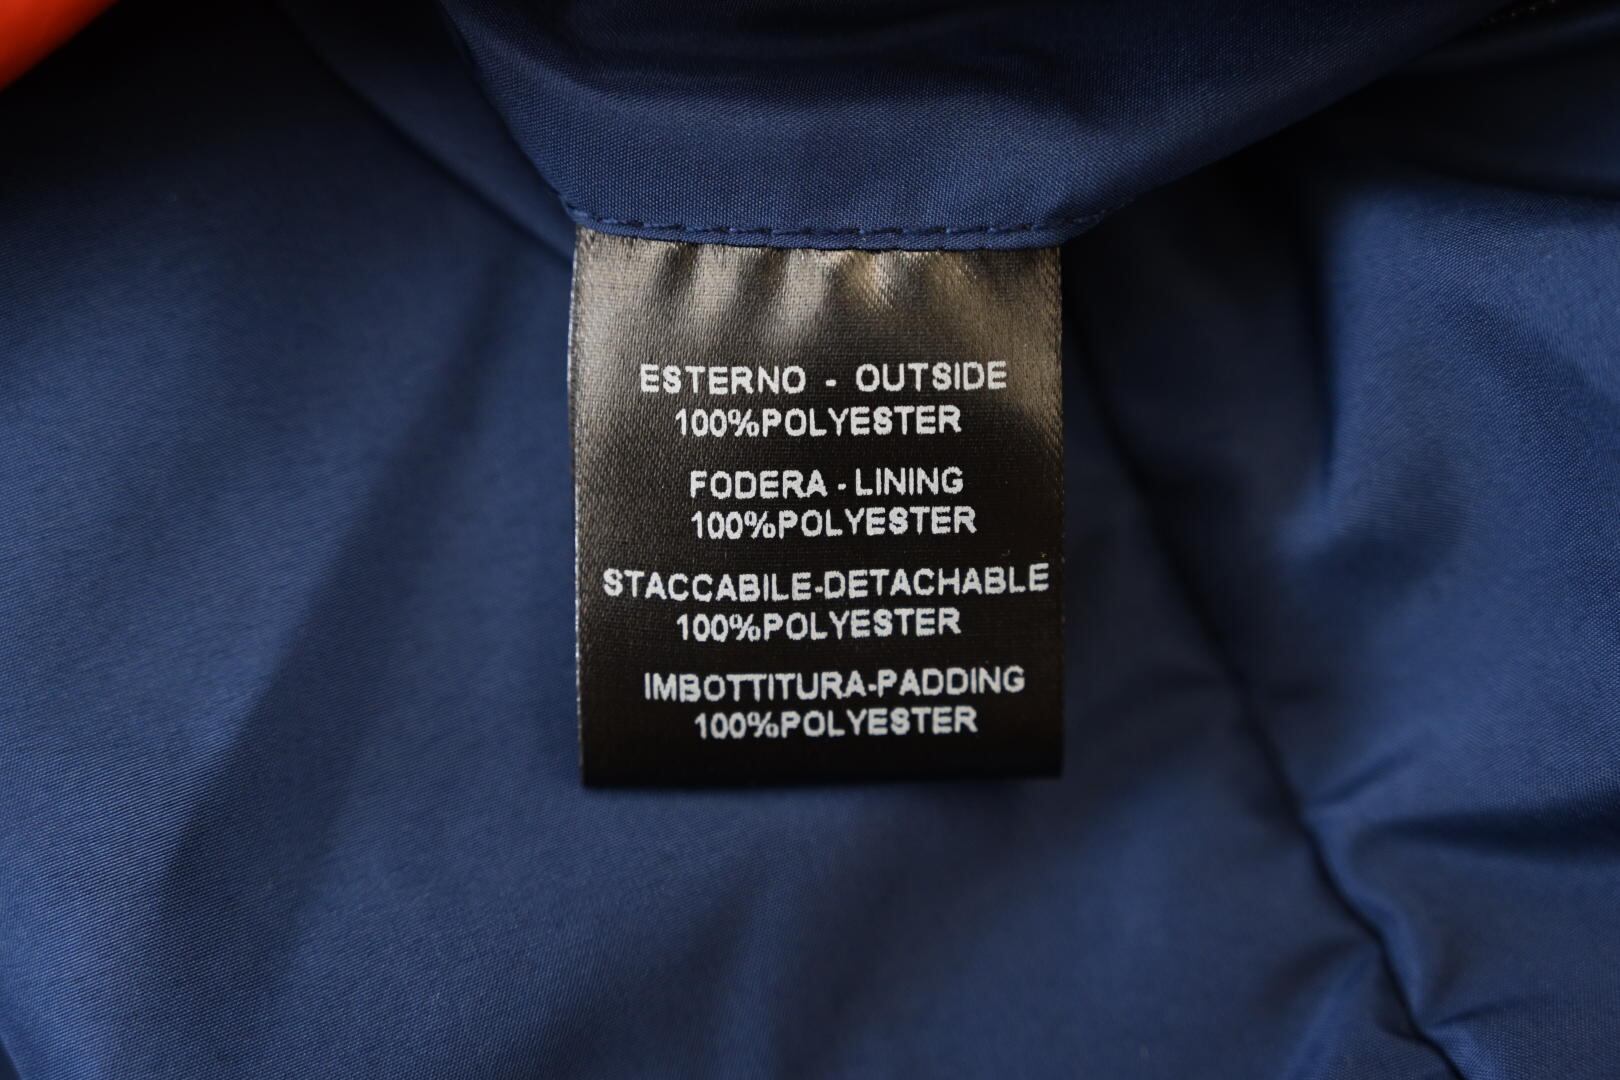 ESTERNO - OUTSIDE
100%POLYESTER
FODERA - LINING
100%POLYESTER
STACCABILE-DETACHABLE
100%POLYESTER
IMBOTTITURA-PADDING
100%POLYESTER